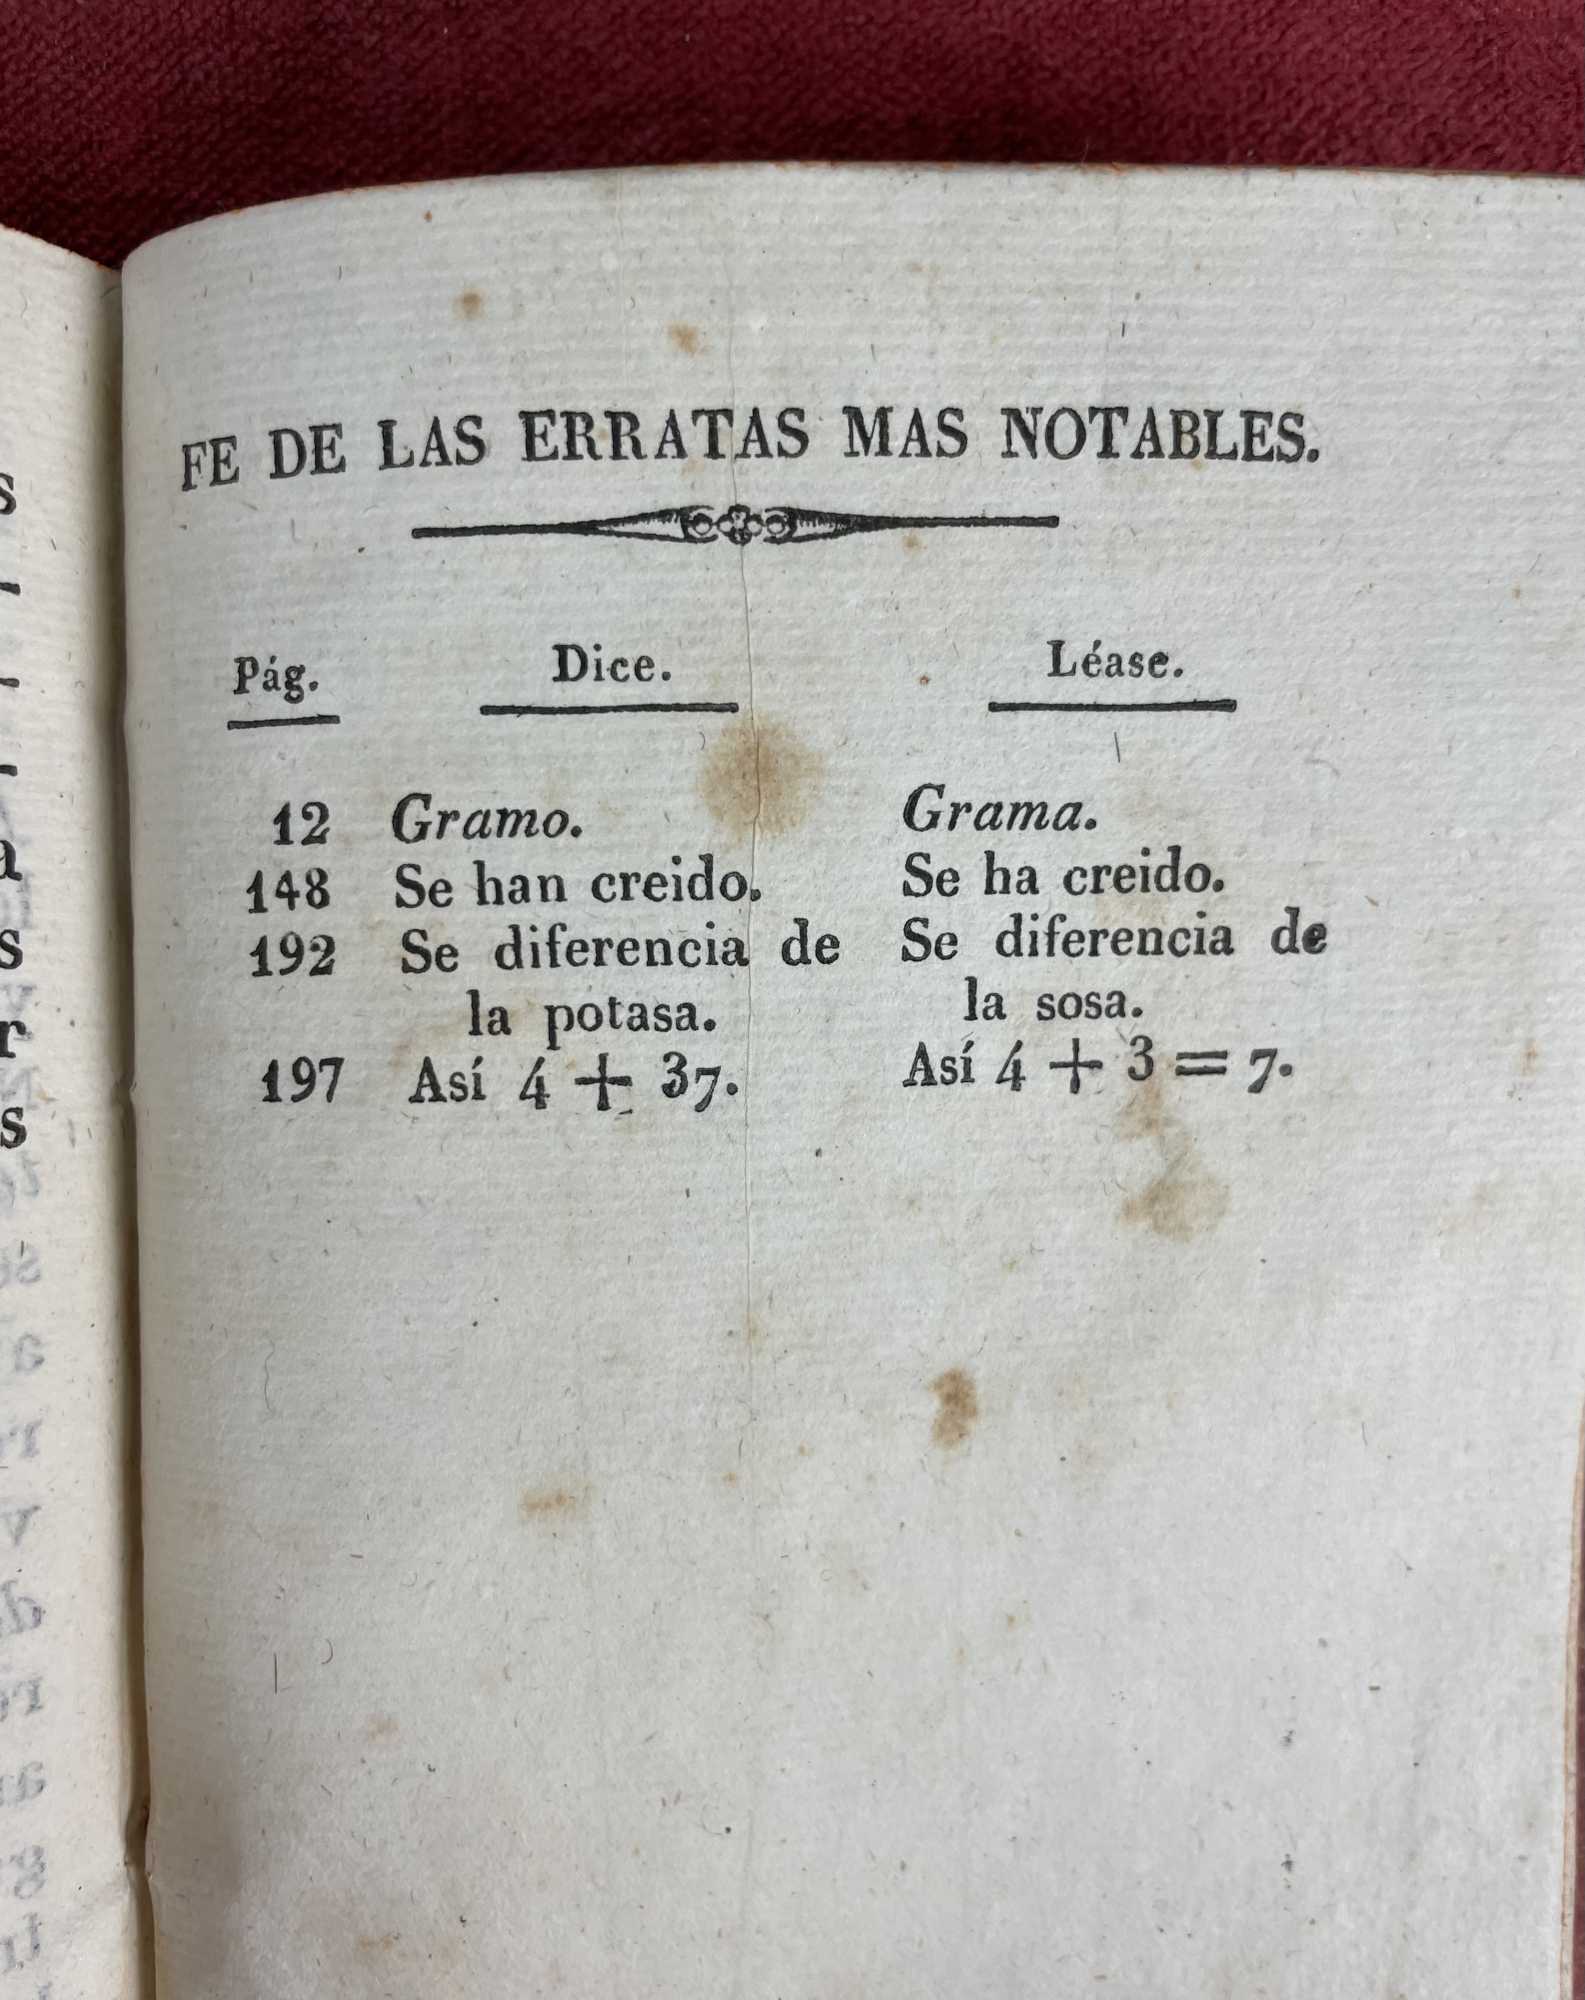 FE DE LAS ERRATAS MAS NOTABLES.
Pág. Dice. Léase.
12 Gramo. Grama.
148 Se han creido. Se ha creido.
192 Se diferencia de Se diferencia de
la potasa. la sosa.
197 Así 4 + 37. Así 4 + 3 = 7.